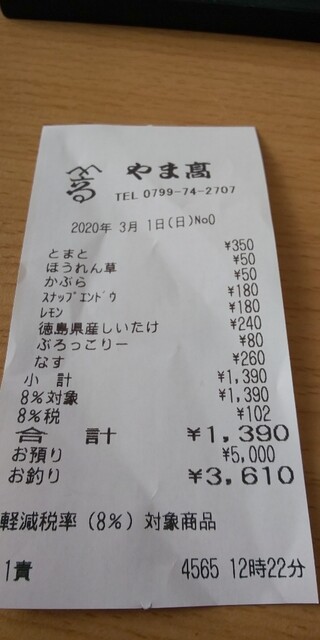 やま高
TEL 0799-74-2707
2020年 3月 1日(日)No0
とまと ¥350
ほうれん草 ¥50
かぶら ¥50
ｽﾅｯﾌﾟｴﾝﾄﾞｳ ¥180
ﾚﾓﾝ ¥180
徳島県産しいたけ ¥240
ぶろっこりー ¥80
なす ¥260
小 計 ¥1,390
8%対象 ¥1,390
8%税 ¥102
合 計 ¥1,390
お預り ¥5,000
お釣り ¥3,610
軽減税率(8%)対象商品
1責 4565 12時22分